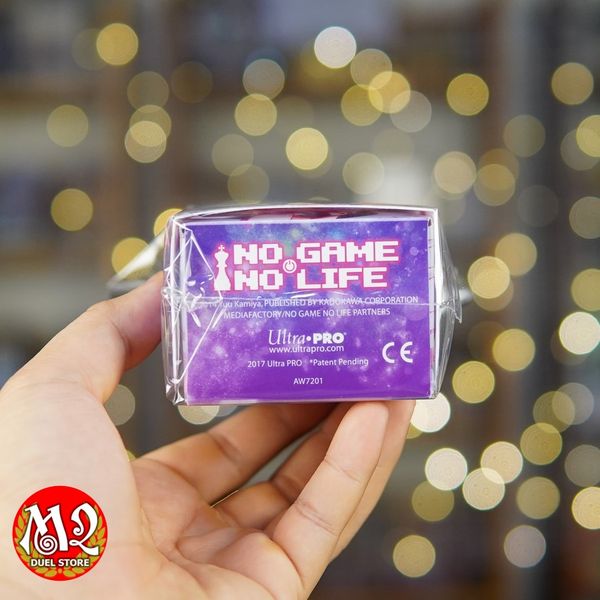 NO GAME
NO LIFE
Yuu Kamiya, PUBLISHED BY KADOKAWA CORPORATION
MEDIAFACTORY/NO GAME NO LIFE PARTNERS
Ultra•PRO®
www.ultrapro.com
2017 Ultra PRO *Patent Pending
CE
AW7201
M2
DUEL STORE